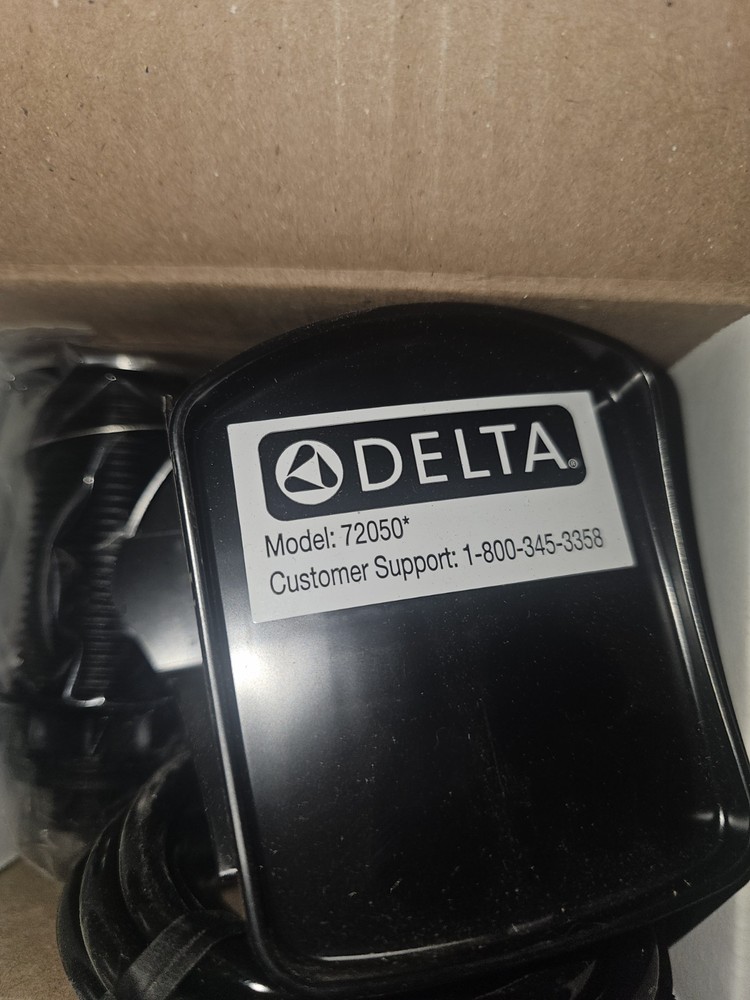 DELTA®
Model: 72050*
Customer Support: 1-800-345-3358